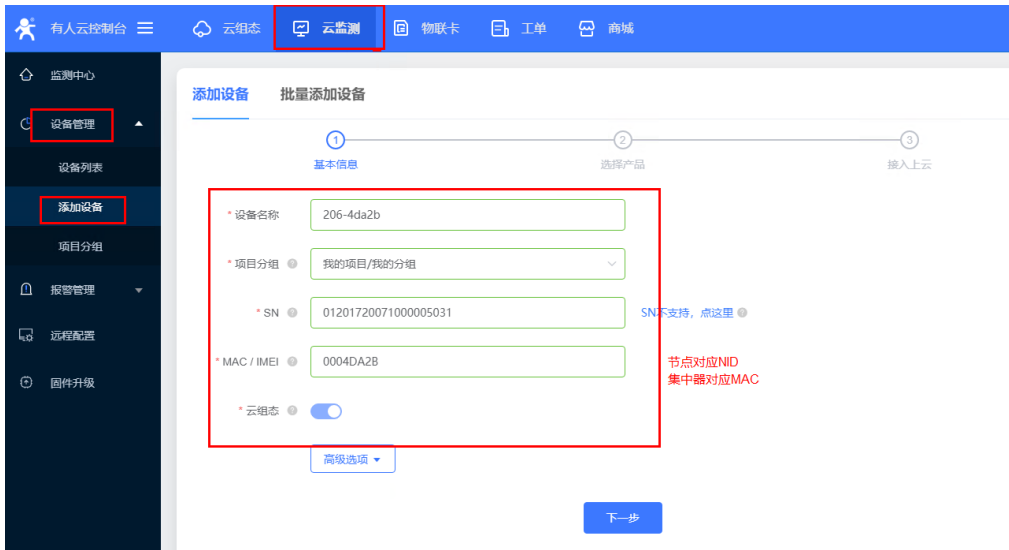 有人云控制台
云组态
云监测
物联卡
工单
商城
监测中心
设备管理
设备列表
添加设备
项目分组
报警管理
远程配置
固件升级
添加设备 批量添加设备
1 2 3
基本信息 选择产品 接入上云
* 设备名称 206-4da2b
* 项目分组 我的项目/我的分组
* SN 01201720071000005031 SN不支持，点这里
* MAC / IMEI 0004DA2B
节点对应NID
集中器对应MAC
* 云组态
高级选项
下一步